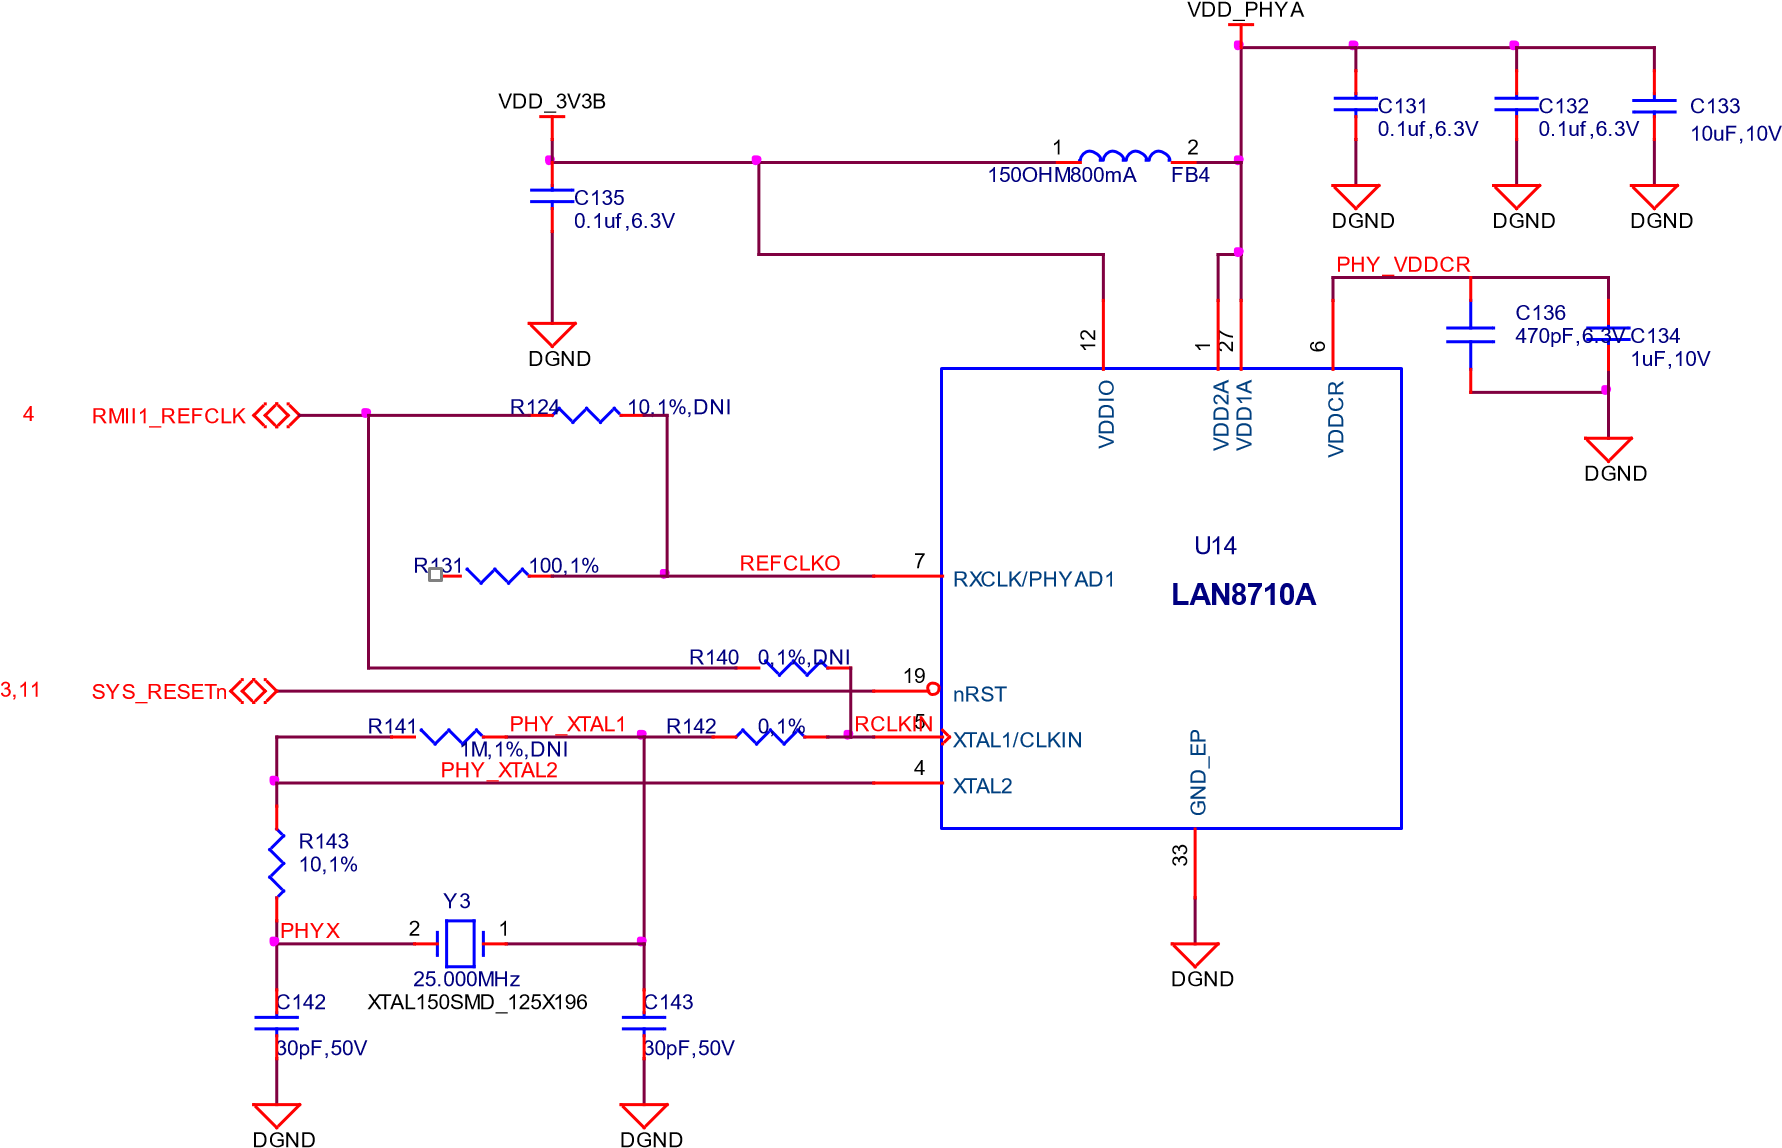 VDD_PHYA
VDD_3V3B
C131
0.1uf,6.3V
C132
0.1uf,6.3V
C133
10uF,10V
1
2
150OHM800mA
FB4
C135
0.1uf,6.3V
DGND
DGND
DGND
PHY_VDDCR
C136
470pF,6.3V
C134
1uF,10V
DGND
12
1
27
6
4
RMII1_REFCLK
R124
10,1%,DNI
VDDIO
VDD2A
VDD1A
VDDCR
DGND
U14
LAN8710A
R131
100,1%
REFCLKO
7
RXCLK/PHYAD1
R140
0,1%,DNI
3,11
SYS_RESETn
19
nRST
R141
1M,1%,DNI
PHY_XTAL1
R142
0,1%
RCLKIN
5
XTAL1/CLKIN
PHY_XTAL2
4
XTAL2
GND_EP
R143
10,1%
33
Y3
PHYX
2
1
25.000MHz
XTAL150SMD_125X196
DGND
C142
30pF,50V
C143
30pF,50V
DGND
DGND